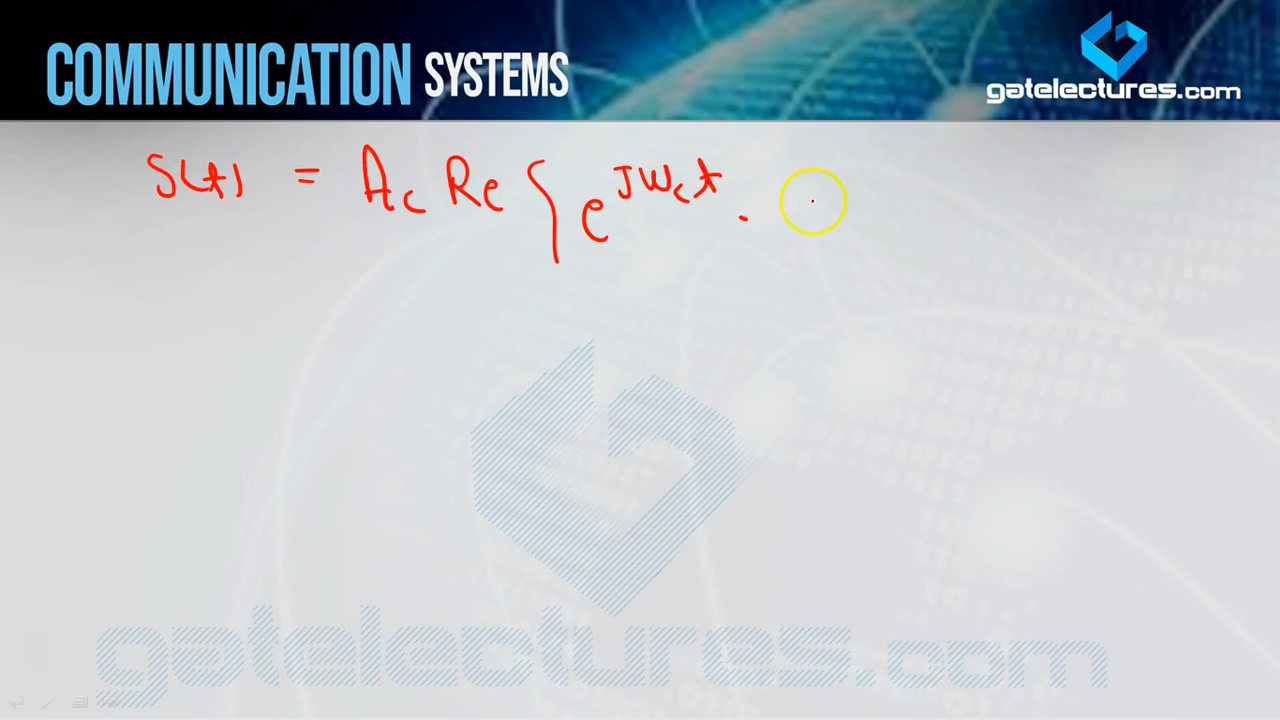 COMMUNICATION SYSTEMS
gatelectures.com
S(t) = Ac Re { e^jωct .
gatelectures.com